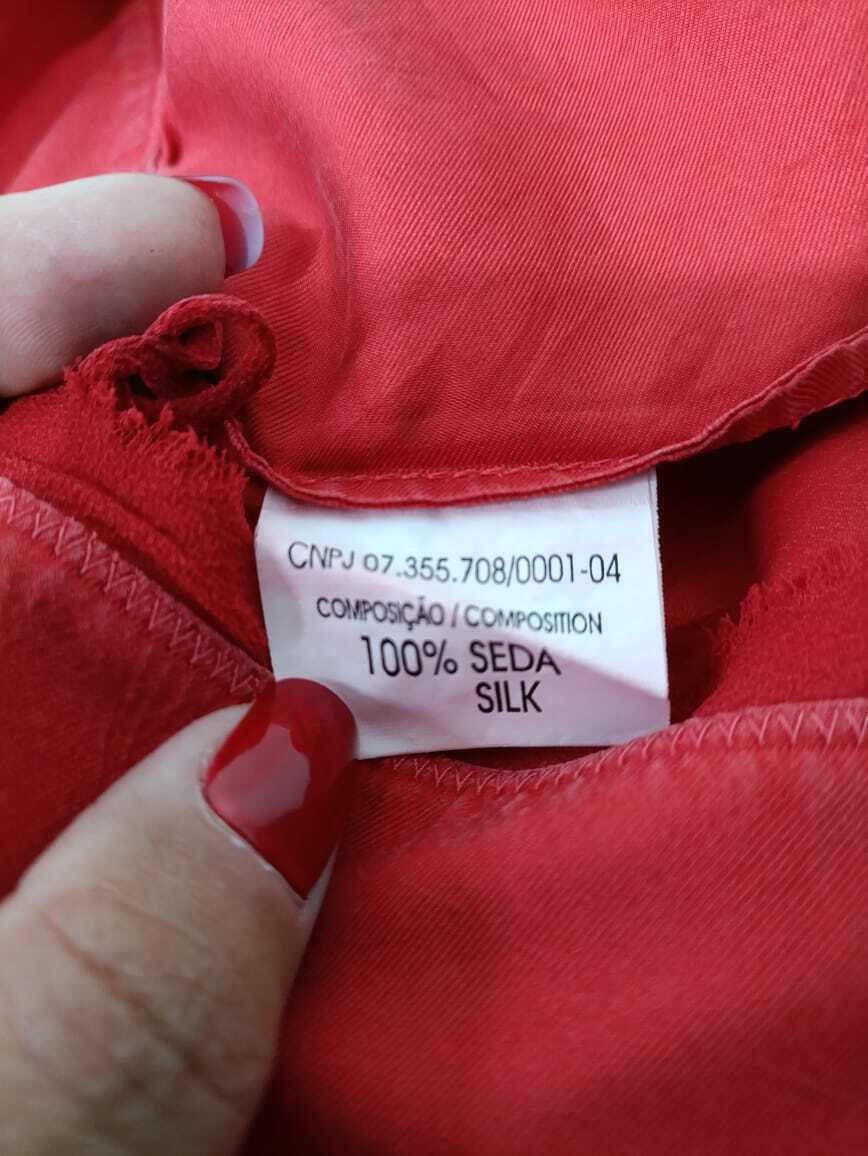 CNPJ 07.355.708/0001-04
COMPOSIÇÃO / COMPOSITION
100% SEDA
SILK